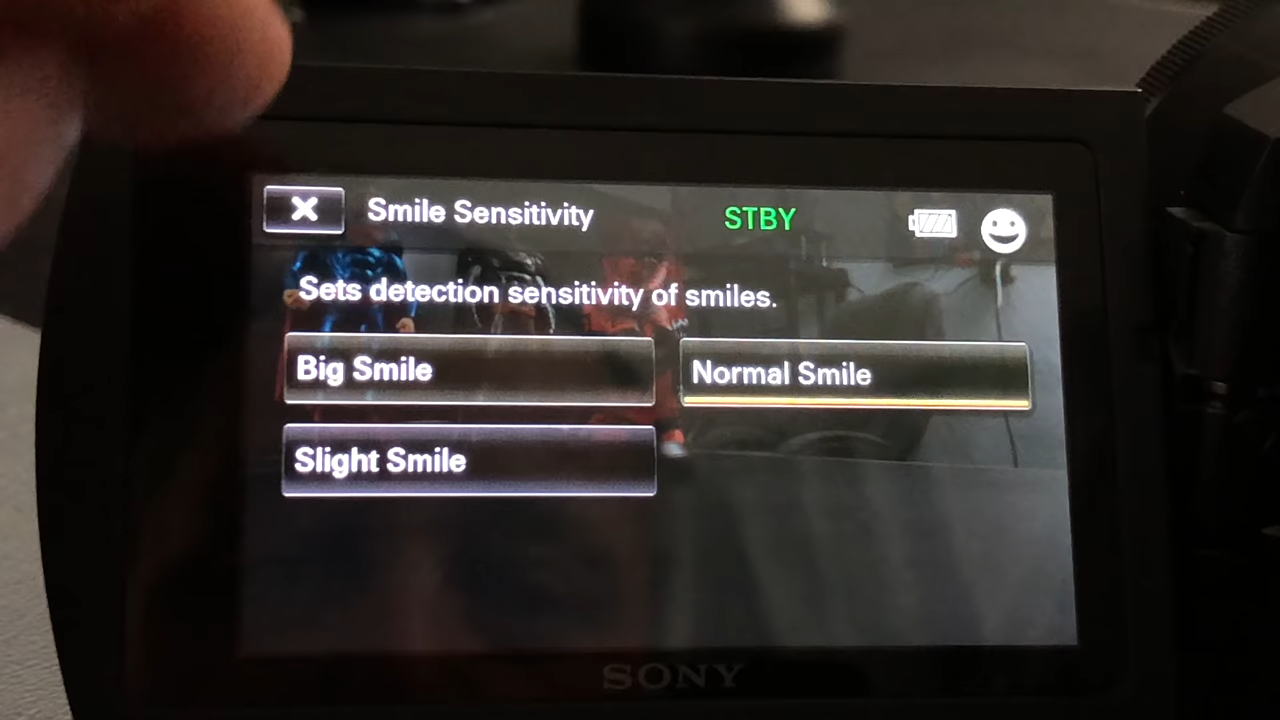 Smile Sensitivity
STBY
Sets detection sensitivity of smiles.
Big Smile
Normal Smile
Slight Smile
SONY